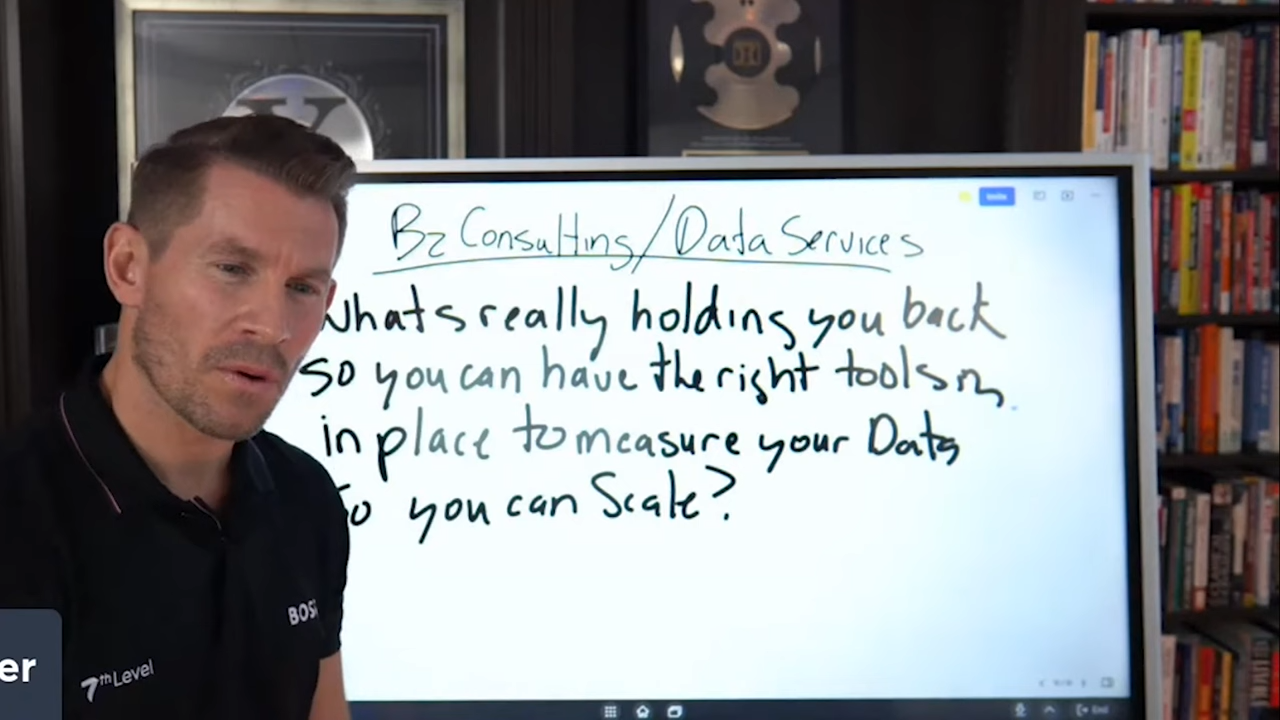 Bz Consulting/Data Services
Whats really holding you back
so you can have the right tools
in place to measure your Data
So you can Scale?
BOSS
7th Level
er